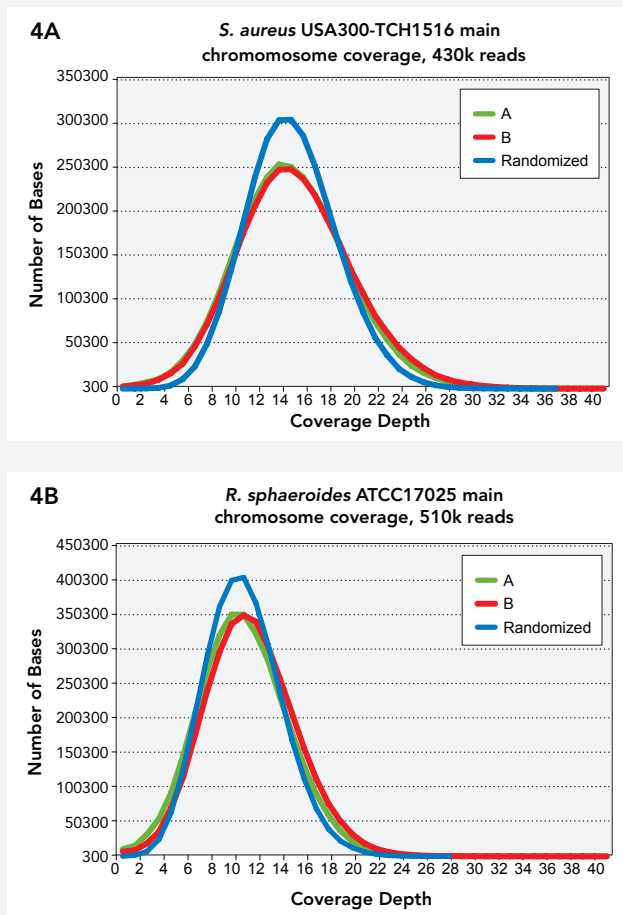 4A
S. aureus USA300-TCH1516 main
chromomosome coverage, 430k reads
350300
300300
250300
200300
150300
100300
50300
300
Number of Bases
A
B
Randomized
0 2 4 6 8 10 12 14 16 18 20 22 24 26 28 30 32 34 36 38 40
Coverage Depth
4B
R. sphaeroides ATCC17025 main
chromosome coverage, 510k reads
450300
400300
350300
300300
250300
200300
150300
100300
50300
300
Number of Bases
A
B
Randomized
0 2 4 6 8 10 12 14 16 18 20 22 24 26 28 30 32 34 36 38 40
Coverage Depth